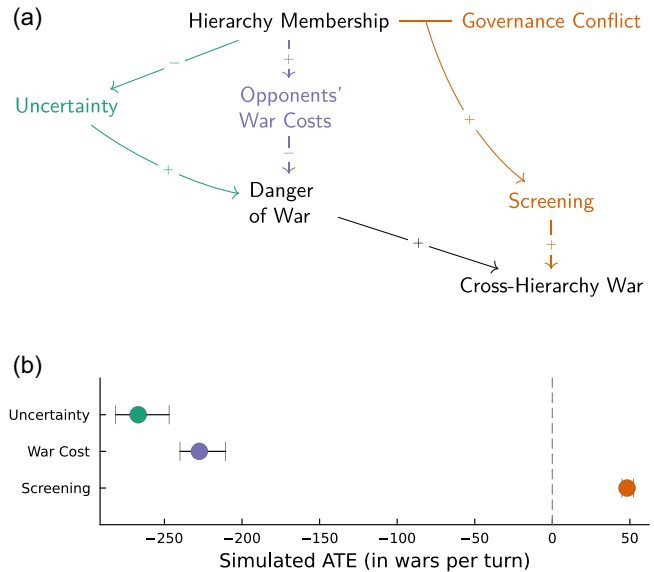 (a)
Hierarchy Membership
Governance Conflict
−
+
Uncertainty
Opponents'
War Costs
+
−
+
Danger
of War
Screening
+
+
Cross-Hierarchy War
(b)
Uncertainty
War Cost
Screening
−250 −200 −150 −100 −50 0 50
Simulated ATE (in wars per turn)